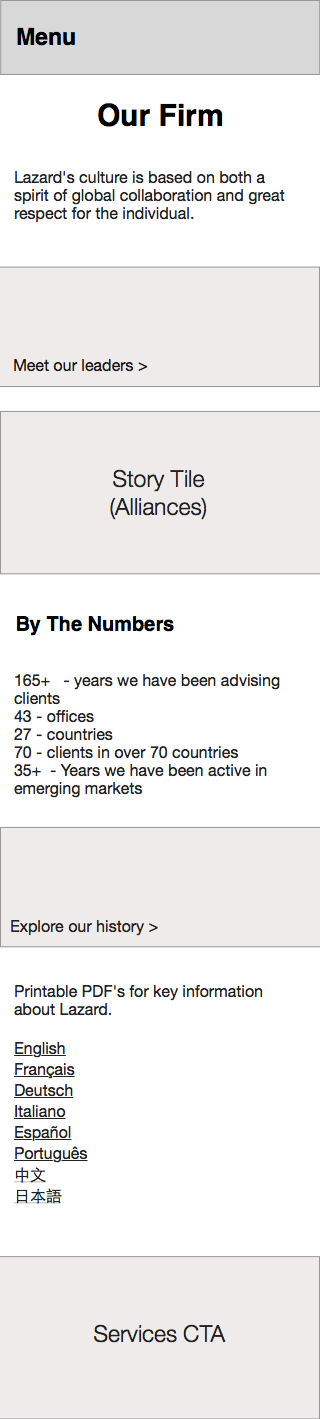 Menu
Our Firm
Lazard's culture is based on both a
spirit of global collaboration and great
respect for the individual.
Meet our leaders >
Story Tile
(Alliances)
By The Numbers
165+   - years we have been advising
clients
43 - offices
27 - countries
70 - clients in over 70 countries
35+  - Years we have been active in
emerging markets
Explore our history >
Printable PDF's for key information
about Lazard.
English
Français
Deutsch
Italiano
Español
Português
中文
日本語
Services CTA